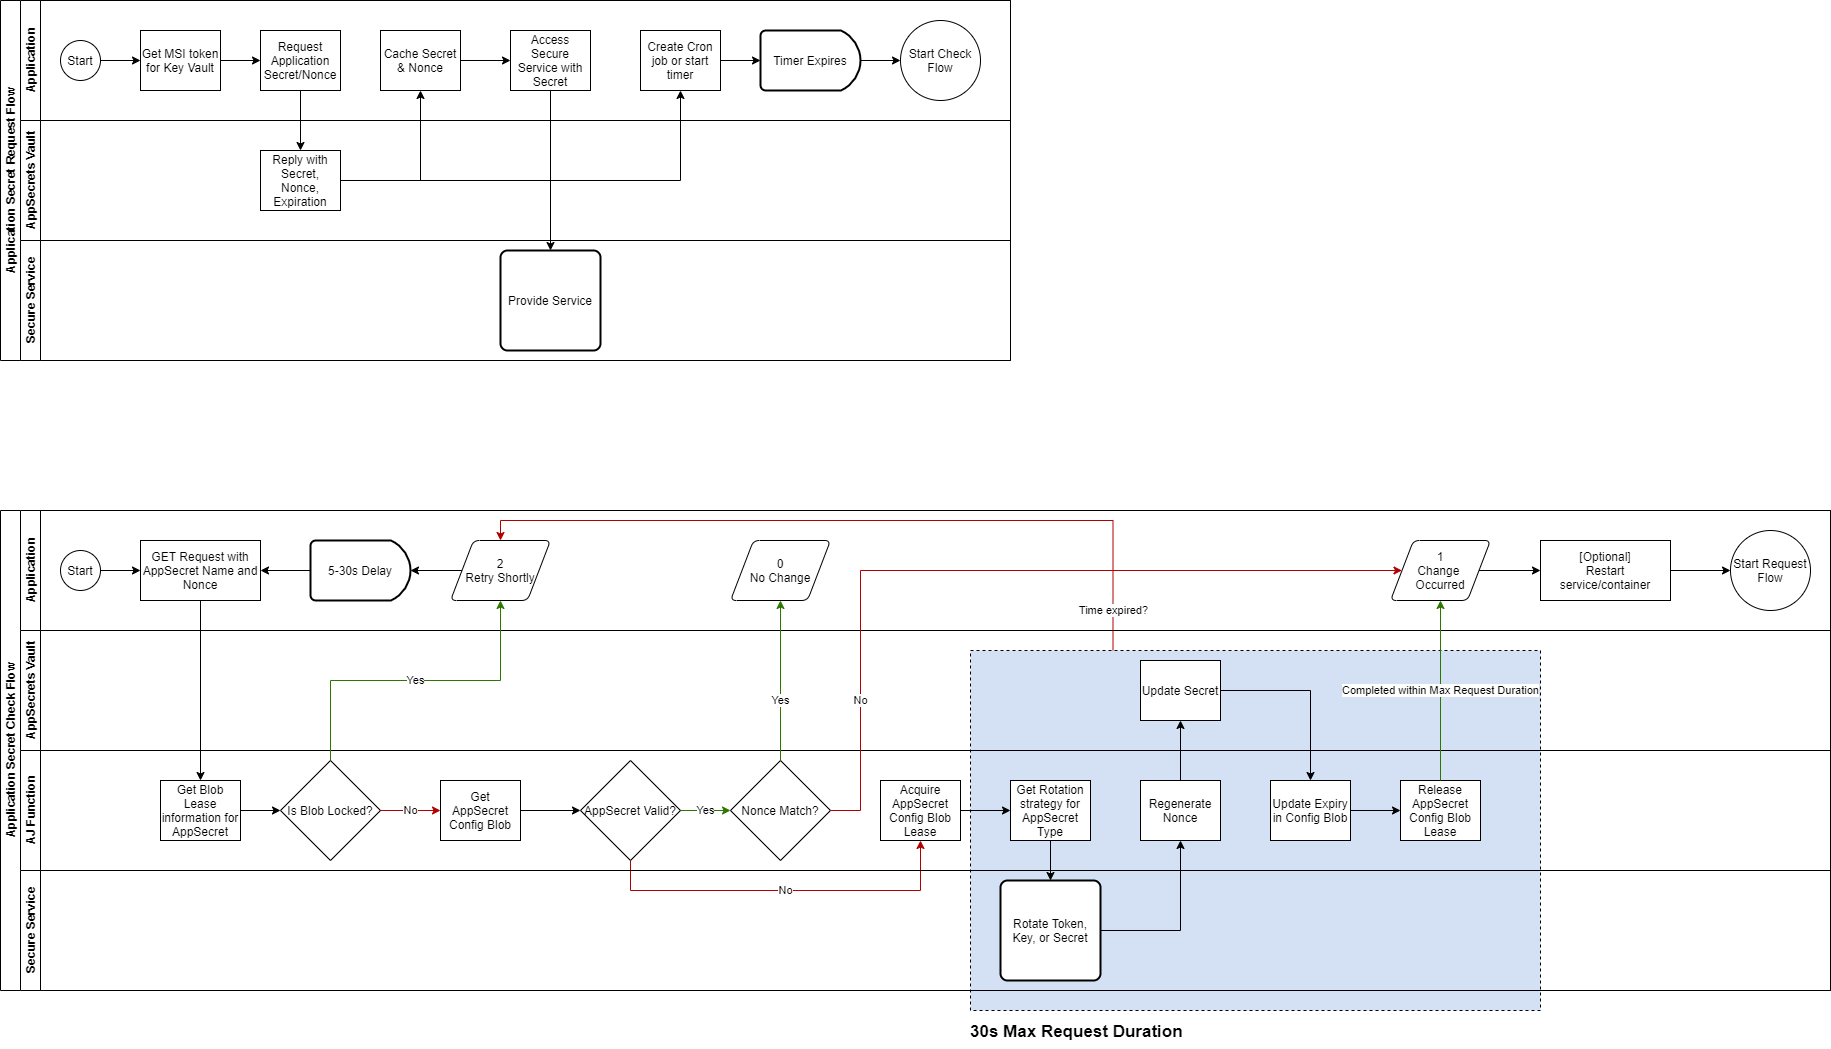 Application Secret Request Flow
Application
Start
Get MSI token
for Key Vault
Request
Application
Secret/Nonce
Cache Secret
& Nonce
Access
Secure
Service with
Secret
Create Cron
job or start
timer
Timer Expires
Start Check
Flow
AppSecrets Vault
Reply with
Secret,
Nonce,
Expiration
Secure Service
Provide Service
Application Secret Check Flow
Application
Start
GET Request with
AppSecret Name and
Nonce
5-30s Delay
2
Retry Shortly
0
No Change
Time expired?
1
Change
Occurred
[Optional]
Restart
service/container
Start Request
Flow
AppSecrets Vault
Yes
Yes
No
Update Secret
Completed within Max Request Duration
AJ Function
Get Blob
Lease
information for
AppSecret
Is Blob Locked?
No
Get
AppSecret
Config Blob
AppSecret Valid?
Yes
Nonce Match?
Acquire
AppSecret
Config Blob
Lease
Get Rotation
strategy for
AppSecret
Type
Regenerate
Nonce
Update Expiry
in Config Blob
Release
AppSecret
Config Blob
Lease
Secure Service
No
Rotate Token,
Key, or Secret
30s Max Request Duration